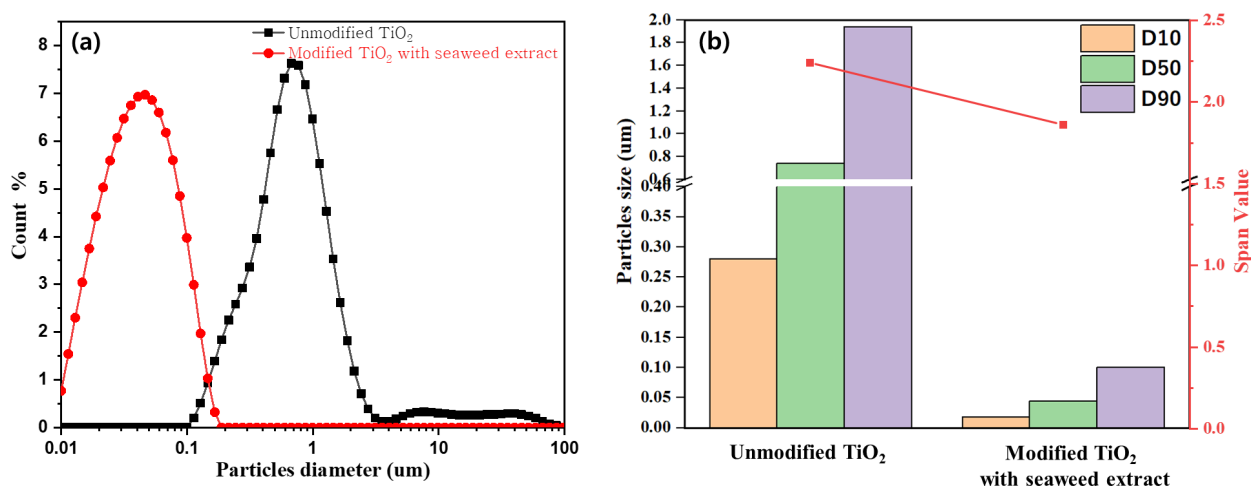 (a)
Unmodified TiO₂
Modified TiO₂ with seaweed extract
Count %
8
7
6
5
4
3
2
1
0
0.01
0.1
1
10
100
Particles diameter (um)
(b)
D10
D50
D90
Particles size (um)
2.0
1.8
1.6
1.4
1.2
1.0
0.8
0.6
0.40
0.35
0.30
0.25
0.20
0.15
0.10
0.05
0.00
2.5
2.0
1.5
1.0
0.5
0.0
Span Value
Unmodified TiO₂
Modified TiO₂
with seaweed extract